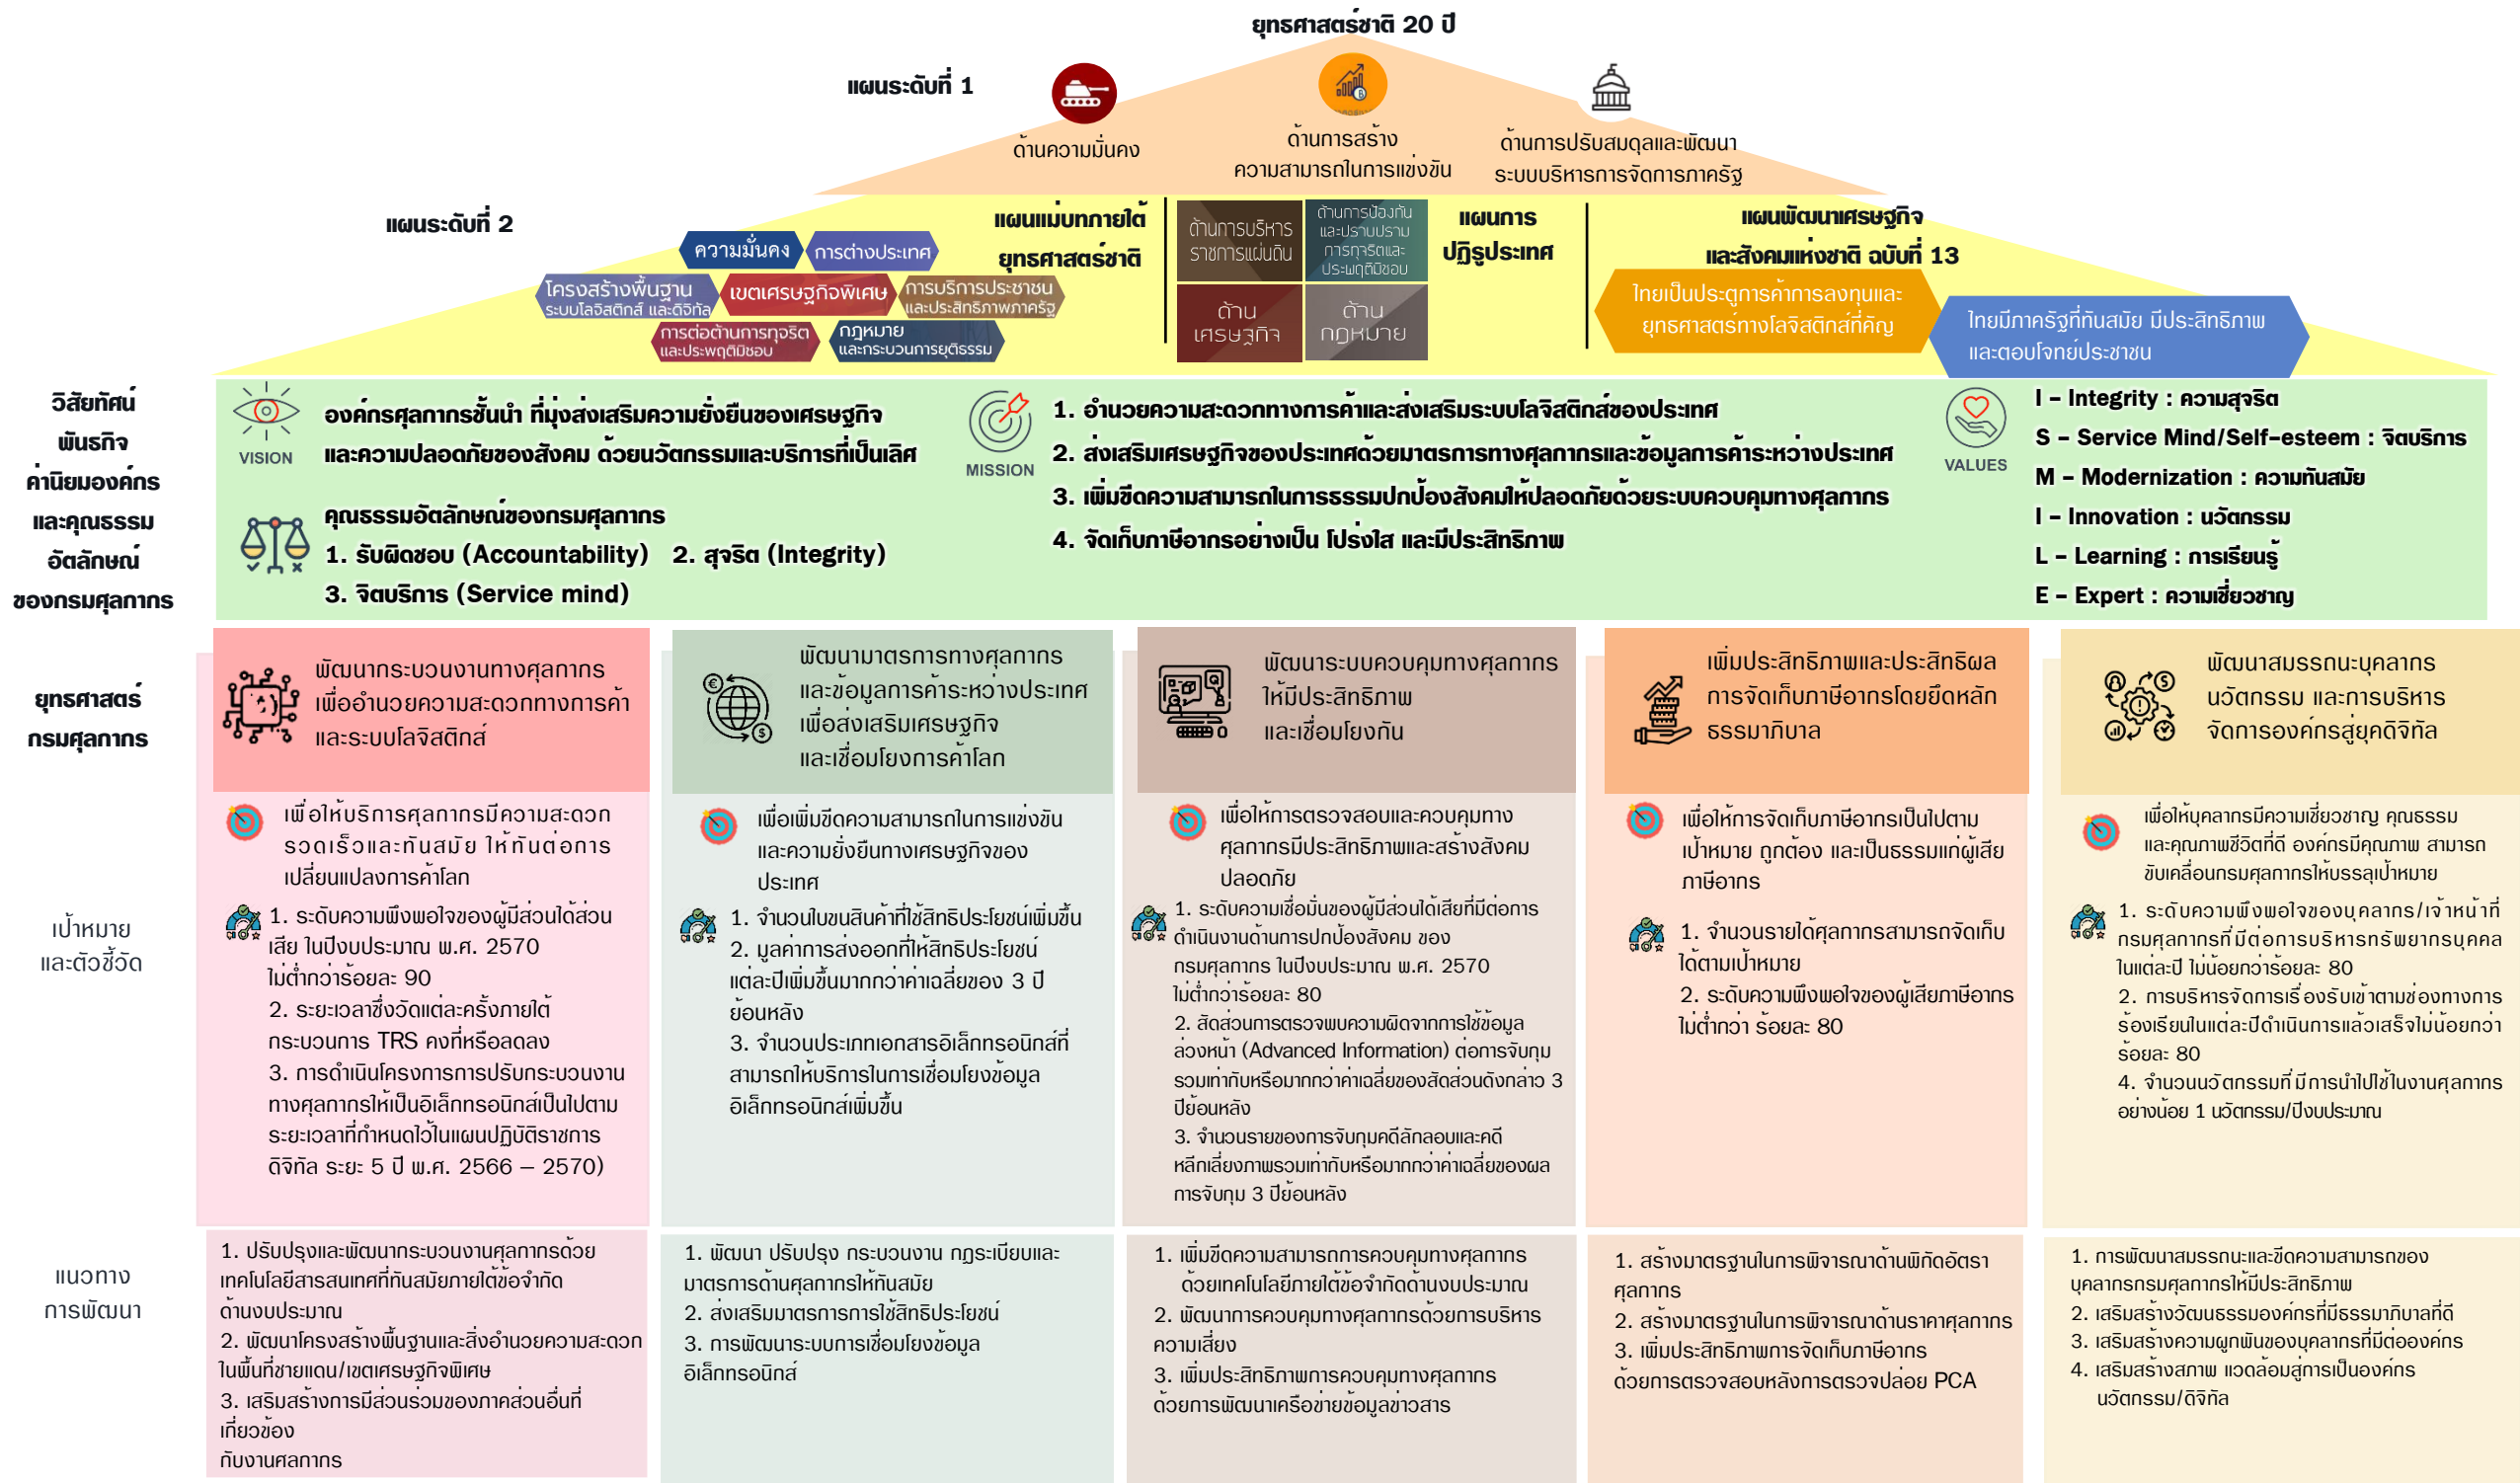 ยุทธศาสตร์ชาติ 20 ปี
แผนระดับที่ 1
ด้านความมั่นคง
ด้านการสร้าง
ความสามารถในการแข่งขัน
ด้านการปรับสมดุลและพัฒนา
ระบบบริหารการจัดการภาครัฐ
แผนระดับที่ 2
แผนแม่บทภายใต้
ยุทธศาสตร์ชาติ
ความมั่นคง
การต่างประเทศ
โครงสร้างพื้นฐาน
ระบบโลจิสติกส์ และดิจิทัล
เขตเศรษฐกิจพิเศษ
การบริการประชาชน
และประสิทธิภาพภาครัฐ
การต่อต้านการทุจริต
และประพฤติมิชอบ
กฎหมาย
และกระบวนการยุติธรรม
ด้านการบริหาร
ราชการแผ่นดิน
ด้านการป้องกัน
และปราบปราม
การทุจริตและ
ประพฤติมิชอบ
ด้าน
เศรษฐกิจ
ด้าน
กฎหมาย
แผนการ
ปฏิรูประเทศ
แผนพัฒนาเศรษฐกิจ
และสังคมแห่งชาติ ฉบับที่ 13
ไทยเป็นประตูการค้าการลงทุนและ
ยุทธศาสตร์ทางโลจิสติกส์ที่คัญ
ไทยมีภาครัฐที่ทันสมัย มีประสิทธิภาพ
และตอบโจทย์ประชาชน
วิสัยทัศน์
พันธกิจ
ค่านิยมองค์กร
และคุณธรรม
อัตลักษณ์
ของกรมศุลกากร
VISION
องค์กรศุลกากรชั้นนำ ที่มุ่งส่งเสริมความยั่งยืนของเศรษฐกิจ
และความปลอดภัยของสังคม ด้วยนวัตกรรมและบริการที่เป็นเลิศ
คุณธรรมอัตลักษณ์ของกรมศุลกากร
1. รับผิดชอบ (Accountability) 2. สุจริต (Integrity)
3. จิตบริการ (Service mind)
MISSION
1. อำนวยความสะดวกทางการค้าและส่งเสริมระบบโลจิสติกส์ของประเทศ
2. ส่งเสริมเศรษฐกิจของประเทศด้วยมาตรการทางศุลกากรและข้อมูลการค้าระหว่างประเทศ
3. เพิ่มขีดความสามารถในการธรรมปกป้องสังคมให้ปลอดภัยด้วยระบบควบคุมทางศุลกากร
4. จัดเก็บภาษีอากรอย่างเป็น โปร่งใส และมีประสิทธิภาพ
VALUES
I – Integrity : ความสุจริต
S – Service Mind/Self-esteem : จิตบริการ
M – Modernization : ความทันสมัย
I – Innovation : นวัตกรรม
L – Learning : การเรียนรู้
E – Expert : ความเชี่ยวชาญ
ยุทธศาสตร์
กรมศุลกากร
พัฒนากระบวนงานทางศุลกากร
เพื่ออำนวยความสะดวกทางการค้า
และระบบโลจิสติกส์
พัฒนามาตรการทางศุลกากร
และข้อมูลการค้าระหว่างประเทศ
เพื่อส่งเสริมเศรษฐกิจ
และเชื่อมโยงการค้าโลก
พัฒนาระบบควบคุมทางศุลกากร
ให้มีประสิทธิภาพ
และเชื่อมโยงกัน
เพิ่มประสิทธิภาพและประสิทธิผล
การจัดเก็บภาษีอากรโดยยึดหลัก
ธรรมาภิบาล
พัฒนาสมรรถนะบุคลากร
นวัตกรรม และการบริหาร
จัดการองค์กรสู่ยุคดิจิทัล
เป้าหมาย
และตัวชี้วัด
เพื่อให้บริการศุลกากรมีความสะดวก
รวดเร็วและทันสมัย ให้ทันต่อการ
เปลี่ยนแปลงการค้าโลก
1. ระดับความพึงพอใจของผู้มีส่วนได้ส่วน
เสีย ในปีงบประมาณ พ.ศ. 2570
ไม่ต่ำกว่าร้อยละ 90
2. ระยะเวลาซึ่งวัดแต่ละครั้งภายใต้
กระบวนการ TRS คงที่หรือลดลง
3. การดำเนินโครงการการปรับกระบวนงาน
ทางศุลกากรให้เป็นอิเล็กทรอนิกส์เป็นไปตาม
ระยะเวลาที่กำหนดไว้ในแผนปฏิบัติราชการ
ดิจิทัล ระยะ 5 ปี พ.ศ. 2566 – 2570)
เพื่อเพิ่มขีดความสามารถในการแข่งขัน
และความยั่งยืนทางเศรษฐกิจของ
ประเทศ
1. จำนวนใบขนสินค้าที่ใช้สิทธิประโยชน์เพิ่มขึ้น
2. มูลค่าการส่งออกที่ให้สิทธิประโยชน์
แต่ละปีเพิ่มขึ้นมากกว่าค่าเฉลี่ยของ 3 ปี
ย้อนหลัง
3. จำนวนประเภทเอกสารอิเล็กทรอนิกส์ที่
สามารถให้บริการในการเชื่อมโยงข้อมูล
อิเล็กทรอนิกส์เพิ่มขึ้น
เพื่อให้การตรวจสอบและควบคุมทาง
ศุลกากรมีประสิทธิภาพและสร้างสังคม
ปลอดภัย
1. ระดับความเชื่อมั่นของผู้มีส่วนได้เสียที่มีต่อการ
ดำเนินงานด้านการปกป้องสังคม ของ
กรมศุลกากร ในปีงบประมาณ พ.ศ. 2570
ไม่ต่ำกว่าร้อยละ 80
2. สัดส่วนการตรวจพบความผิดจากการใช้ข้อมูล
ล่วงหน้า (Advanced Information) ต่อการจับกุม
รวมเท่ากับหรือมากกว่าค่าเฉลี่ยของสัดส่วนดังกล่าว 3
ปีย้อนหลัง
3. จำนวนรายของการจับกุมคดีลักลอบและคดี
หลีกเลี่ยงภาพรวมเท่ากับหรือมากกว่าค่าเฉลี่ยของผล
การจับกุม 3 ปีย้อนหลัง
เพื่อให้การจัดเก็บภาษีอากรเป็นไปตาม
เป้าหมาย ถูกต้อง และเป็นธรรมแก่ผู้เสีย
ภาษีอากร
1. จำนวนรายได้ศุลกากรสามารถจัดเก็บ
ได้ตามเป้าหมาย
2. ระดับความพึงพอใจของผู้เสียภาษีอากร
ไม่ต่ำกว่า ร้อยละ 80
เพื่อให้บุคลากรมีความเชี่ยวชาญ คุณธรรม
และคุณภาพชีวิตที่ดี องค์กรมีคุณภาพ สามารถ
ขับเคลื่อนกรมศุลกากรให้บรรลุเป้าหมาย
1. ระดับความพึงพอใจของบุคลากร/เจ้าหน้าที่
กรมศุลกากรที่มีต่อการบริหารทรัพยากรบุคคล
ในแต่ละปี ไม่น้อยกว่าร้อยละ 80
2. การบริหารจัดการเรื่องรับเข้าตามช่องทางการ
ร้องเรียนในแต่ละปีดำเนินการแล้วเสร็จไม่น้อยกว่า
ร้อยละ 80
4. จำนวนนวัตกรรมที่มีการนำไปใช้ในงานศุลกากร
อย่างน้อย 1 นวัตกรรม/ปีงบประมาณ
แนวทาง
การพัฒนา
1. ปรับปรุงและพัฒนากระบวนงานศุลกากรด้วย
เทคโนโลยีสารสนเทศที่ทันสมัยภายใต้ข้อจำกัด
ด้านงบประมาณ
2. พัฒนาโครงสร้างพื้นฐานและสิ่งอำนวยความสะดวก
ในพื้นที่ชายแดน/เขตเศรษฐกิจพิเศษ
3. เสริมสร้างการมีส่วนร่วมของภาคส่วนอื่นที่
เกี่ยวข้อง
กับงานศุลกากร
1. พัฒนา ปรับปรุง กระบวนงาน กฎระเบียบและ
มาตรการด้านศุลกากรให้ทันสมัย
2. ส่งเสริมมาตรการการใช้สิทธิประโยชน์
3. การพัฒนาระบบการเชื่อมโยงข้อมูล
อิเล็กทรอนิกส์
1. เพิ่มขีดความสามารถการควบคุมทางศุลกากร
ด้วยเทคโนโลยีภายใต้ข้อจำกัดด้านงบประมาณ
2. พัฒนาการควบคุมทางศุลกากรด้วยการบริหาร
ความเสี่ยง
3. เพิ่มประสิทธิภาพการควบคุมทางศุลกากร
ด้วยการพัฒนาเครือข่ายข้อมูลข่าวสาร
1. สร้างมาตรฐานในการพิจารณาด้านพิกัดอัตรา
ศุลกากร
2. สร้างมาตรฐานในการพิจารณาด้านราคาศุลกากร
3. เพิ่มประสิทธิภาพการจัดเก็บภาษีอากร
ด้วยการตรวจสอบหลังการตรวจปล่อย PCA
1. การพัฒนาสมรรถนะและขีดความสามารถของ
บุคลากรกรมศุลกากรให้มีประสิทธิภาพ
2. เสริมสร้างวัฒนธรรมองค์กรที่มีธรรมาภิบาลที่ดี
3. เสริมสร้างความผูกพันของบุคลากรที่มีต่อองค์กร
4. เสริมสร้างสภาพ แวดล้อมสู่การเป็นองค์กร
นวัตกรรม/ดิจิทัล